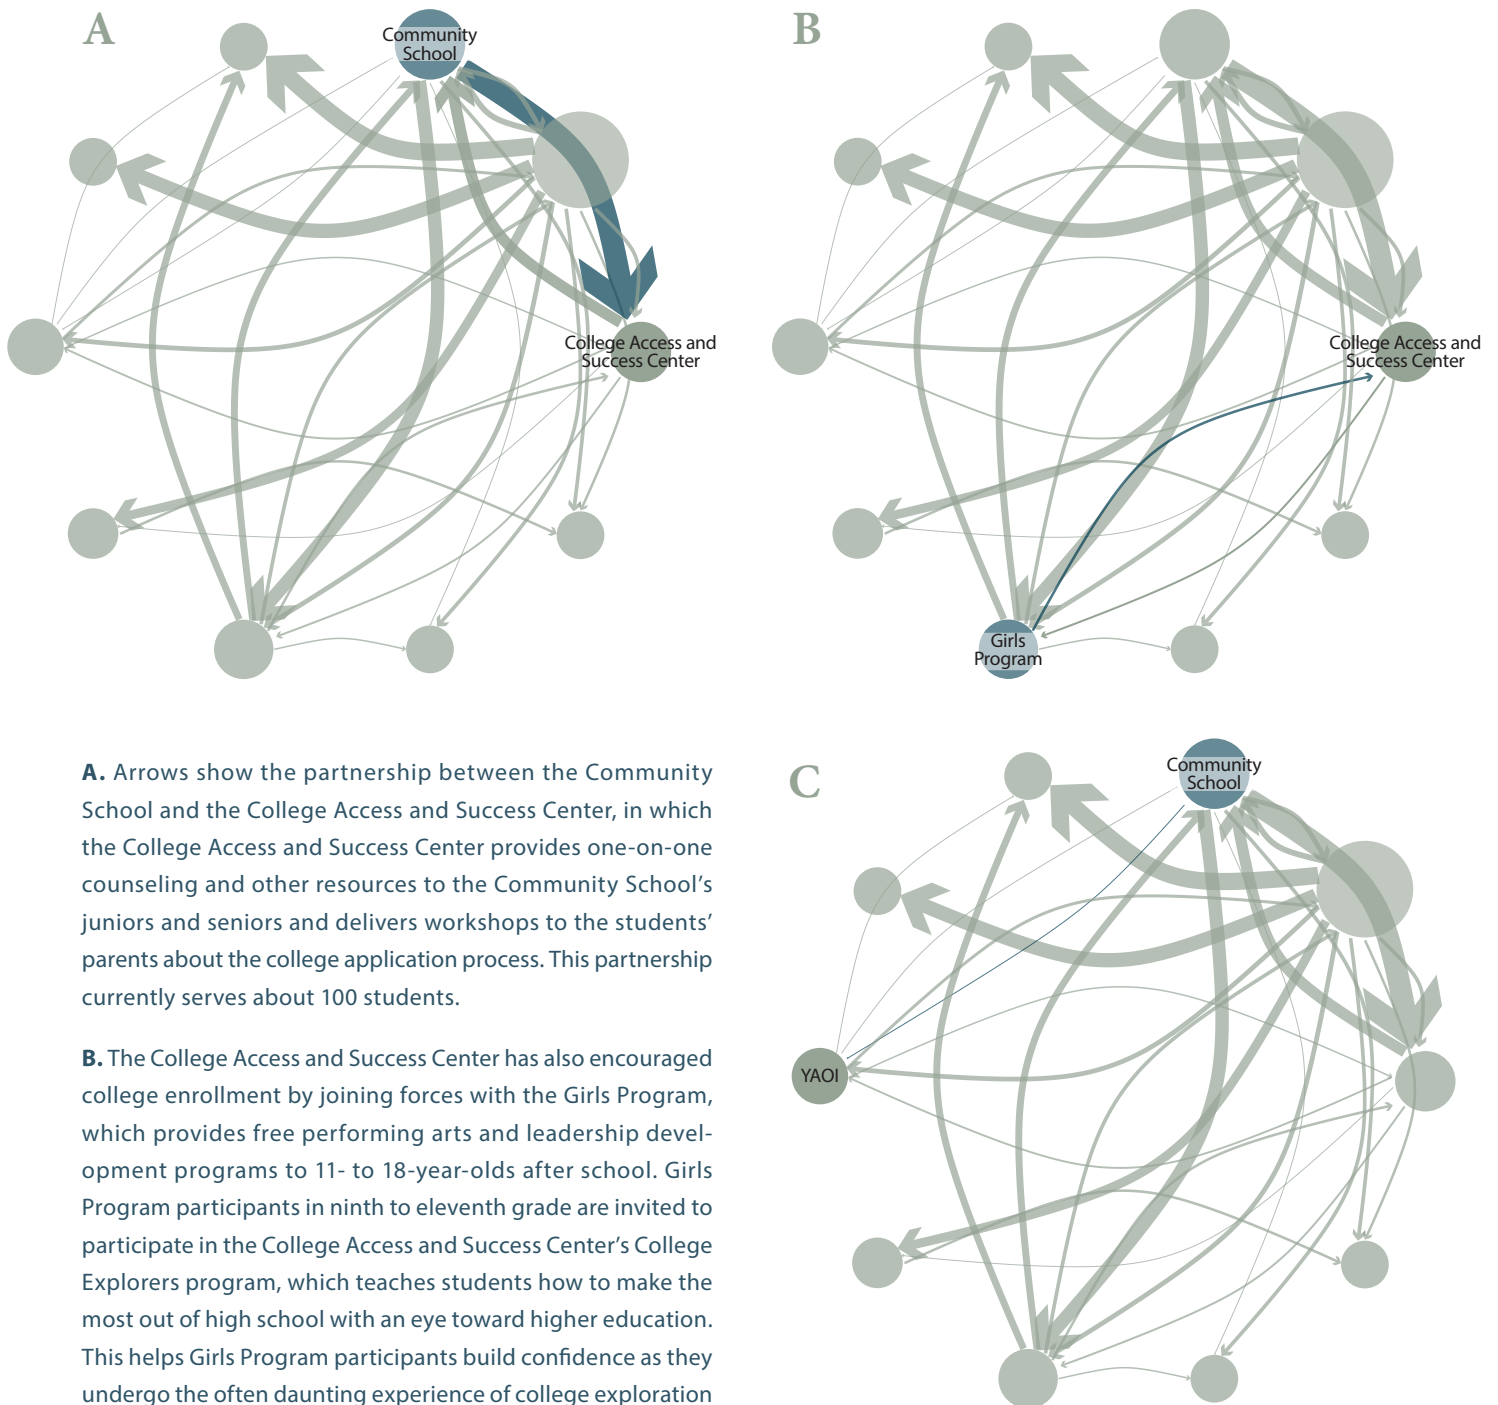 A
Community
School
College Access and
Success Center
B
College Access and
Success Center
Girls
Program
A. Arrows show the partnership between the Community
School and the College Access and Success Center, in which
the College Access and Success Center provides one-on-one
counseling and other resources to the Community School's
juniors and seniors and delivers workshops to the students'
parents about the college application process. This partnership
currently serves about 100 students.
B. The College Access and Success Center has also encouraged
college enrollment by joining forces with the Girls Program,
which provides free performing arts and leadership devel-
opment programs to 11- to 18-year-olds after school. Girls
Program participants in ninth to eleventh grade are invited to
participate in the College Access and Success Center's College
Explorers program, which teaches students how to make the
most out of high school with an eye toward higher education.
This helps Girls Program participants build confidence as they
undergo the often daunting experience of college exploration
C
Community
School
YAOI